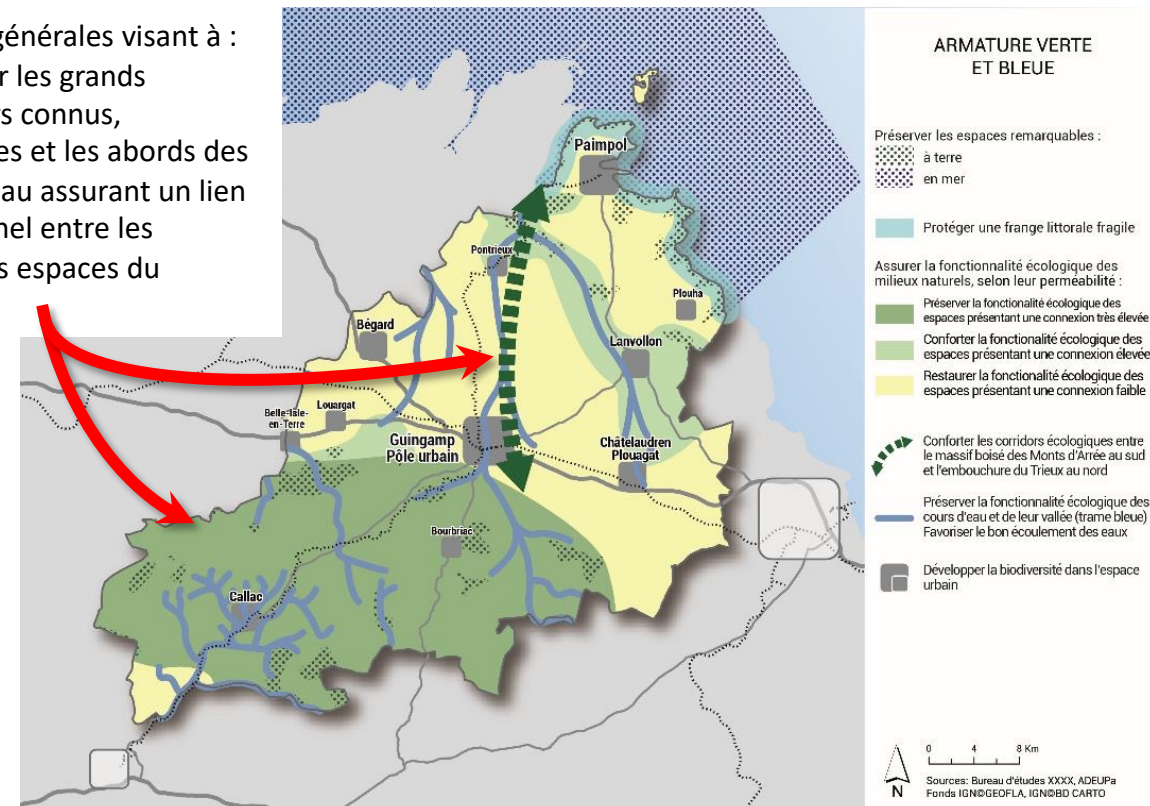 générales visant à :
r les grands
rs connus,
es et les abords des
au assurant un lien
nel entre les
s espaces du
ARMATURE VERTE
ET BLEUE
Préserver les espaces remarquables :
à terre
en mer
Protéger une frange littorale fragile
Assurer la fonctionnalité écologique des
milieux naturels, selon leur perméabilité :
Préserver la fonctionalité écologique des
espaces présentant une connexion très élevée
Conforter la fonctionalité écologique des
espaces présentant une connexion élevée
Restaurer la fonctionalité écologique des
espaces présentant une connexion faible
Conforter les corridors écologiques entre
le massif boisé des Monts d'Arrée au sud
et l'embouchure du Trieux au nord
Préserver la fonctionalité écologique des
cours d'eau et de leur vallée (trame bleue)
Favoriser le bon écoulement des eaux
Développer la biodiversité dans l'espace
urbain
Paimpol
Pontrieux
Plouha
Bégard
Lanvollon
Louargat
Belle-Isle-
en-Terre
Guingamp
Pôle urbain
Châtelaudren
Plouagat
Bourbriac
Callac
0 4 8 Km
N
Sources: Bureau d'études XXXX, ADEUPa
Fonds IGN©GEOFLA, IGN©BD CARTO